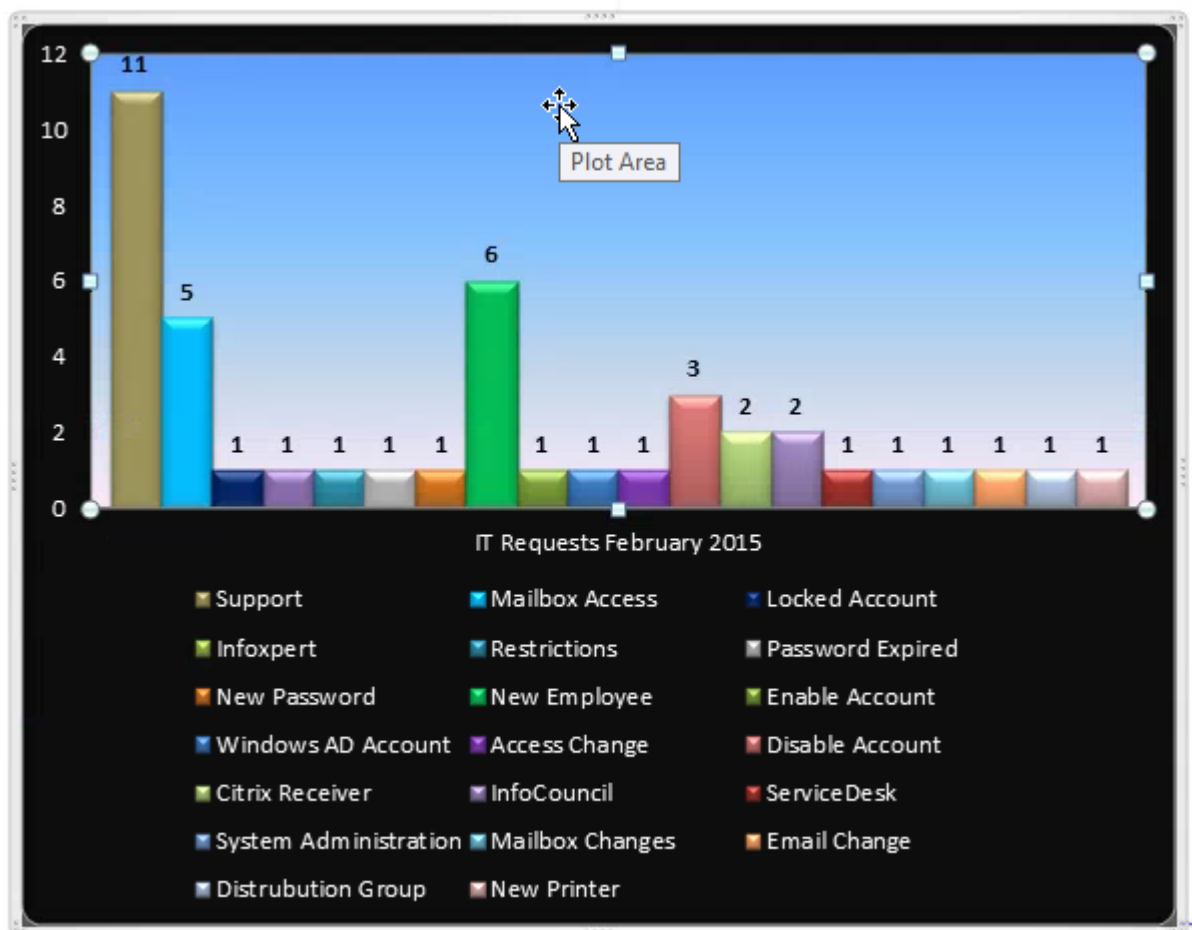 12
11
10
8
6
6
5
4
3
2
2
2
1 1 1 1 1 1 1 1 1 1 1 1 1 1
0
Plot Area
IT Requests February 2015
Support Mailbox Access Locked Account
Infoxpert Restrictions Password Expired
New Password New Employee Enable Account
Windows AD Account Access Change Disable Account
Citrix Receiver InfoCouncil ServiceDesk
System Administration Mailbox Changes Email Change
Distrubution Group New Printer